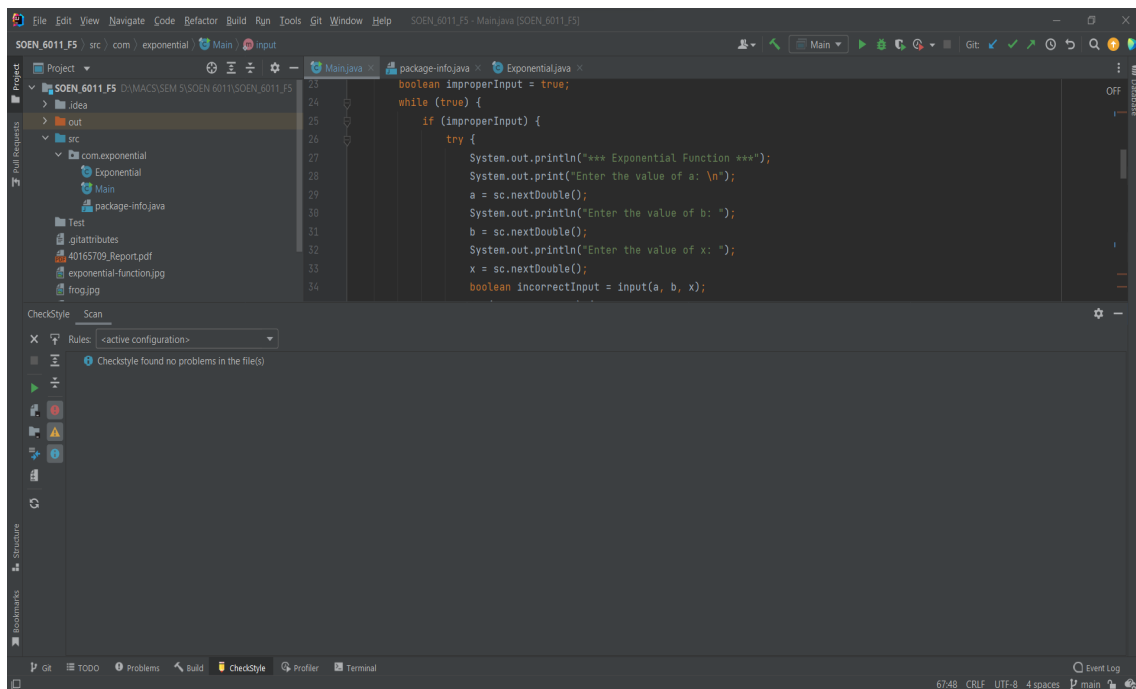 File Edit View Navigate Code Refactor Build Run Tools Git Window Help SOEN_6011_F5 - Main.java [SOEN_6011_F5]
SOEN_6011_F5 src com exponential Main input Main Git:
Project Main.java package-info.java Exponential.java
SOEN_6011_F5 D:\MACS\SEM 5\SOEN 6011\SOEN_6011_F5
.idea
out
src
com.exponential
Exponential
Main
package-info.java
Test
.gitattributes
40165709_Report.pdf
exponential-function.jpg
frog.jpg
23 boolean improperInput = true;
24 while (true) {
25 if (improperInput) {
26 try {
27 System.out.println("*** Exponential Function ***");
28 System.out.print("Enter the value of a: \n");
29 a = sc.nextDouble();
30 System.out.println("Enter the value of b: ");
31 b = sc.nextDouble();
32 System.out.println("Enter the value of x: ");
33 x = sc.nextDouble();
34 boolean incorrectInput = input(a, b, x);
OFF
Project
Pull Requests
Database
CheckStyle Scan
Rules: <active configuration>
Checkstyle found no problems in the file(s)
Structure
Bookmarks
Git TODO Problems Build CheckStyle Profiler Terminal Event Log
67:48 CRLF UTF-8 4 spaces main